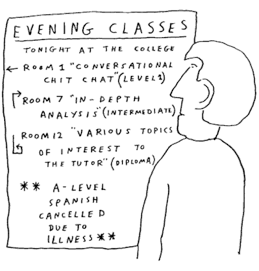 EVENING CLASSES
TONIGHT AT THE COLLEGE
← ROOM 1 "CONVERSATIONAL
CHIT CHAT" (LEVEL 1)
ROOM 7 "IN-DEPTH
ANALYSIS" (INTERMEDIATE)
ROOM 12 "VARIOUS TOPICS
OF INTEREST TO
THE TUTOR" (DIPLOMA)
** A-LEVEL
SPANISH
CANCELLED
DUE TO
ILLNESS **